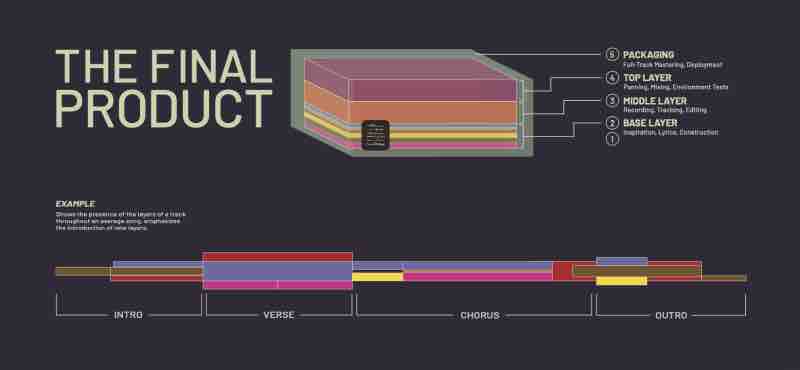 THE FINAL
PRODUCT
5 PACKAGING
Full-Track Mastering, Deployment
4 TOP LAYER
Panning, Mixing, Environment Tests
3 MIDDLE LAYER
Recording, Tracking, Editing
2 BASE LAYER
Inspiration, Lyrics, Construction
1
EXAMPLE
Shows the presence of the layers of a track
throughout an average song, emphasizes
the introduction of new layers.
INTRO
VERSE
CHORUS
OUTRO